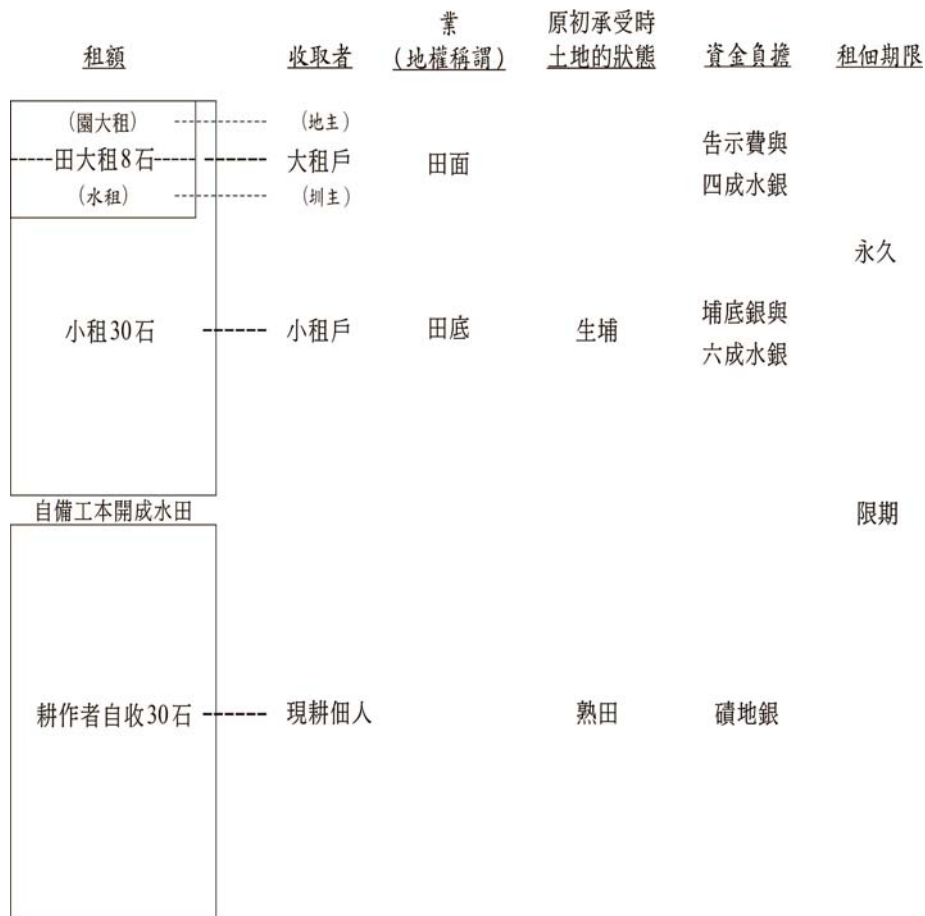 租額
收取者
業
(地權稱謂)
原初承受時
土地的狀態
資金負擔
租佃期限
(園大租)
(地主)
田大租8石
大租戶
田面
告示費與
四成水銀
(水租)
(圳主)
永久
小租30石
小租戶
田底
生埔
埔底銀與
六成水銀
自備工本開成水田
限期
耕作者自收30石
現耕佃人
熟田
磧地銀